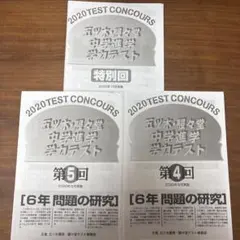 2020 TEST CONCOURS
五ツ木・駸々堂
中学進学
学力テスト
特別回
2020 TEST CONCOURS
五ツ木・駸々堂
中学進学
学力テスト
第5回
【6年 問題の研究】
2020 TEST CONCOURS
五ツ木・駸々堂
中学進学
学力テスト
第4回
【6年 問題の研究】